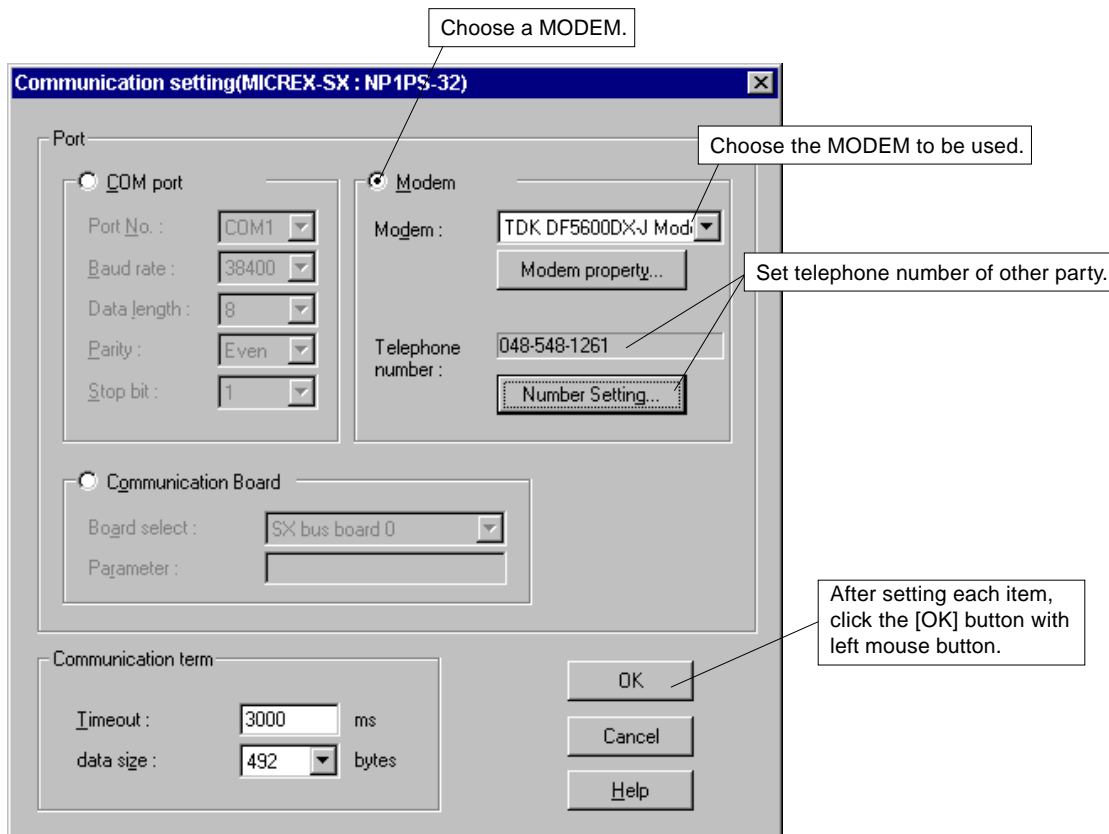 Choose a MODEM.
Communication setting(MICREX-SX : NP1PS-32)
Port
Choose the MODEM to be used.
COM port
Modem
Port No. :
COM1
Modem :
TDK DF5600DX-J Mod
Baud rate :
38400
Modem property...
Set telephone number of other party.
Data length :
8
Parity :
Even
Telephone
number :
048-548-1261
Stop bit :
1
Number Setting...
Communication Board
Board select :
SX bus board 0
Parameter :
After setting each item,
click the [OK] button with
left mouse button.
Communication term
OK
Timeout :
3000
ms
Cancel
data size :
492
bytes
Help